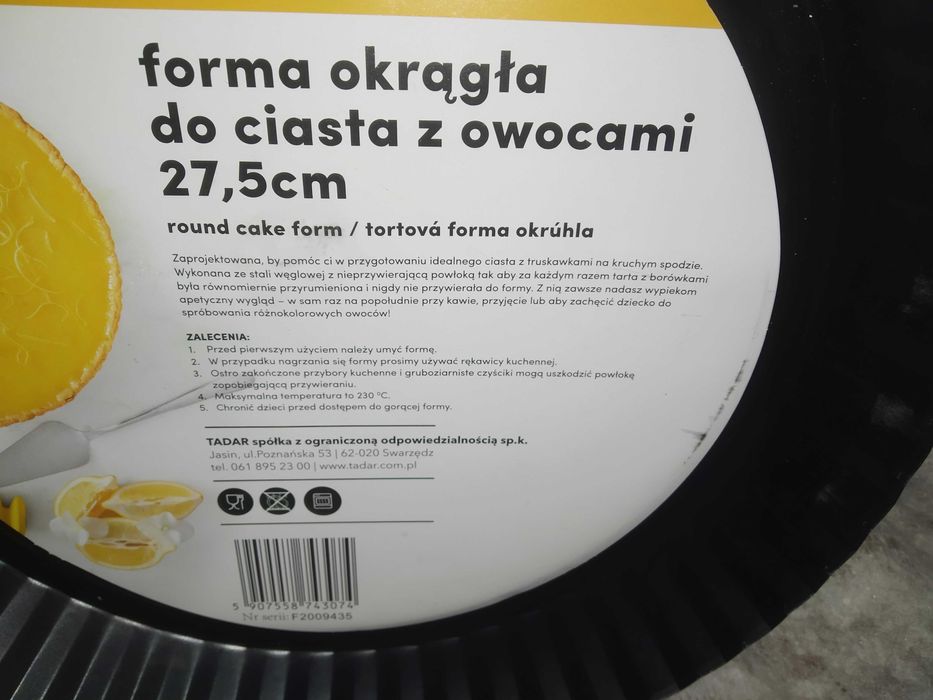 forma okrągła
do ciasta z owocami
27,5cm
round cake form / tortová forma okrúhla
Zaprojektowana, by pomóc ci w przygotowaniu idealnego ciasta z truskawkami na kruchym spodzie.
Wykonana ze stali węglowej z nieprzywierającą powłoką tak aby za każdym razem tarta z borówkami
była równomiernie przyrumieniona i nigdy nie przywierała do formy. Z nią zawsze nadasz wypiekom
apetyczny wygląd – w sam raz na popołudnie przy kawie, przyjęcie lub aby zachęcić dziecko do
spróbowania różnokolorowych owoców!
ZALECENIA:
1. Przed pierwszym użyciem należy umyć formę.
2. W przypadku nagrzania się formy prosimy używać rękawicy kuchennej.
3. Ostro zakończone przybory kuchenne i gruboziarniste czyściki mogą uszkodzić powłokę
zopobiegającą przywieraniu.
4. Maksymalna temperatura to 230 °C.
5. Chronić dzieci przed dostępem do gorącej formy.
TADAR spółka z ograniczoną odpowiedzialnością sp.k.
Jasin, ul.Poznańska 53 | 62-020 Swarzędz
tel. 061 895 23 00 | www.tadar.com.pl
5 907558 743074
Nr serii: F2009435